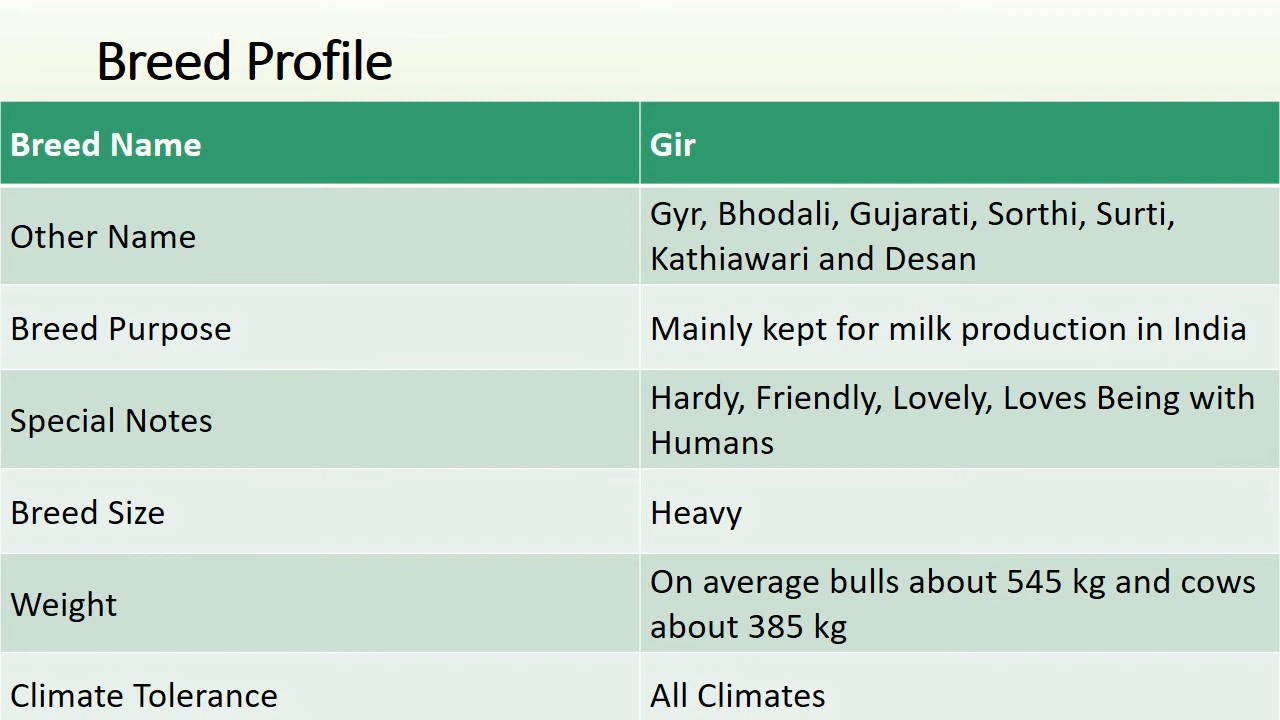 Breed Profile
Breed Name
Gir
Other Name
Gyr, Bhodali, Gujarati, Sorthi, Surti,
Kathiawari and Desan
Breed Purpose
Mainly kept for milk production in India
Special Notes
Hardy, Friendly, Lovely, Loves Being with
Humans
Breed Size
Heavy
Weight
On average bulls about 545 kg and cows
about 385 kg
Climate Tolerance
All Climates